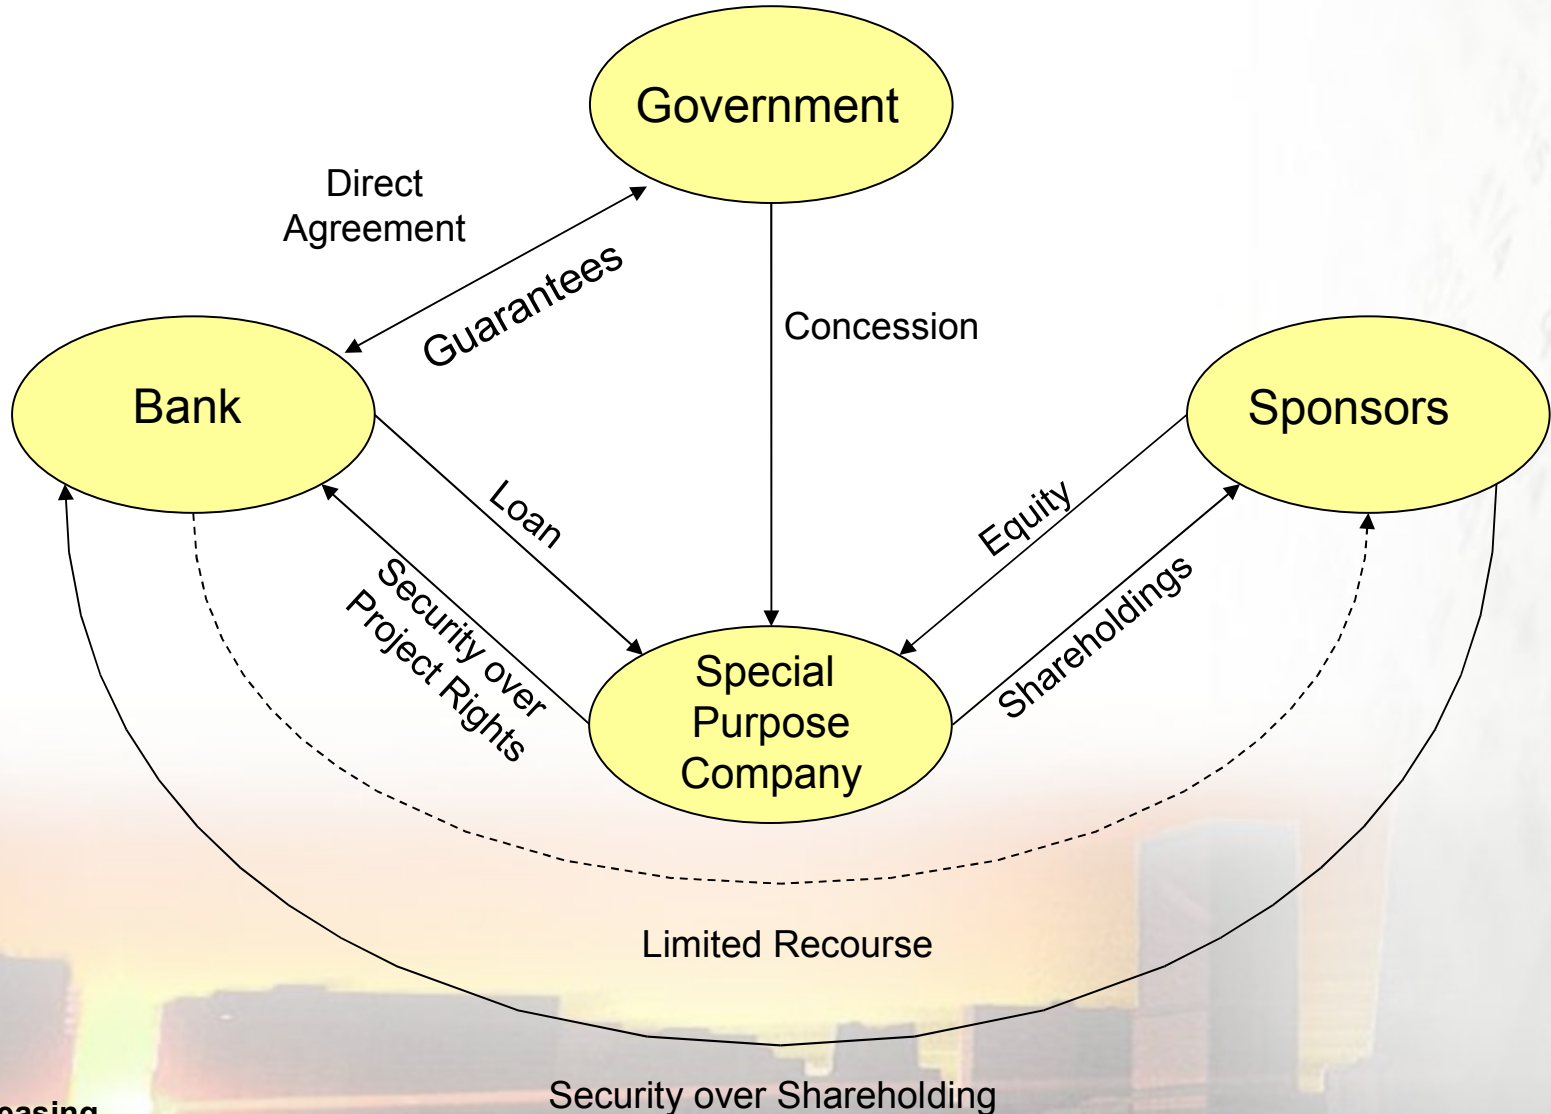 Government
Direct
Agreement
Guarantees
Concession
Bank
Sponsors
Loan
Equity
Security over
Project Rights
Shareholdings
Special
Purpose
Company
Limited Recourse
Security over Shareholding